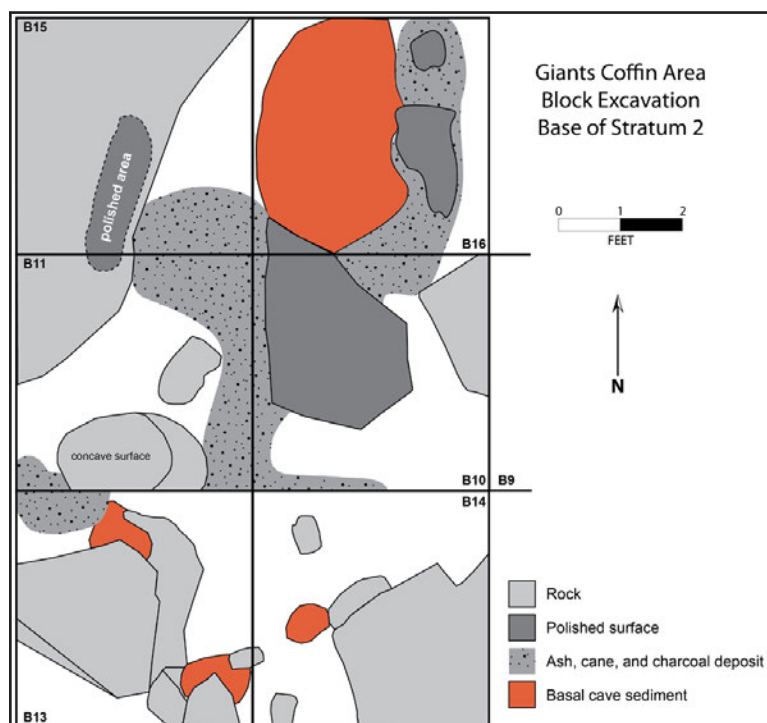 B15
Giants Coffin Area
Block Excavation
Base of Stratum 2
polished area
0 1 2
FEET
B16
B11
N
concave surface
B10 B9
B14
Rock
Polished surface
Ash, cane, and charcoal deposit
Basal cave sediment
B13